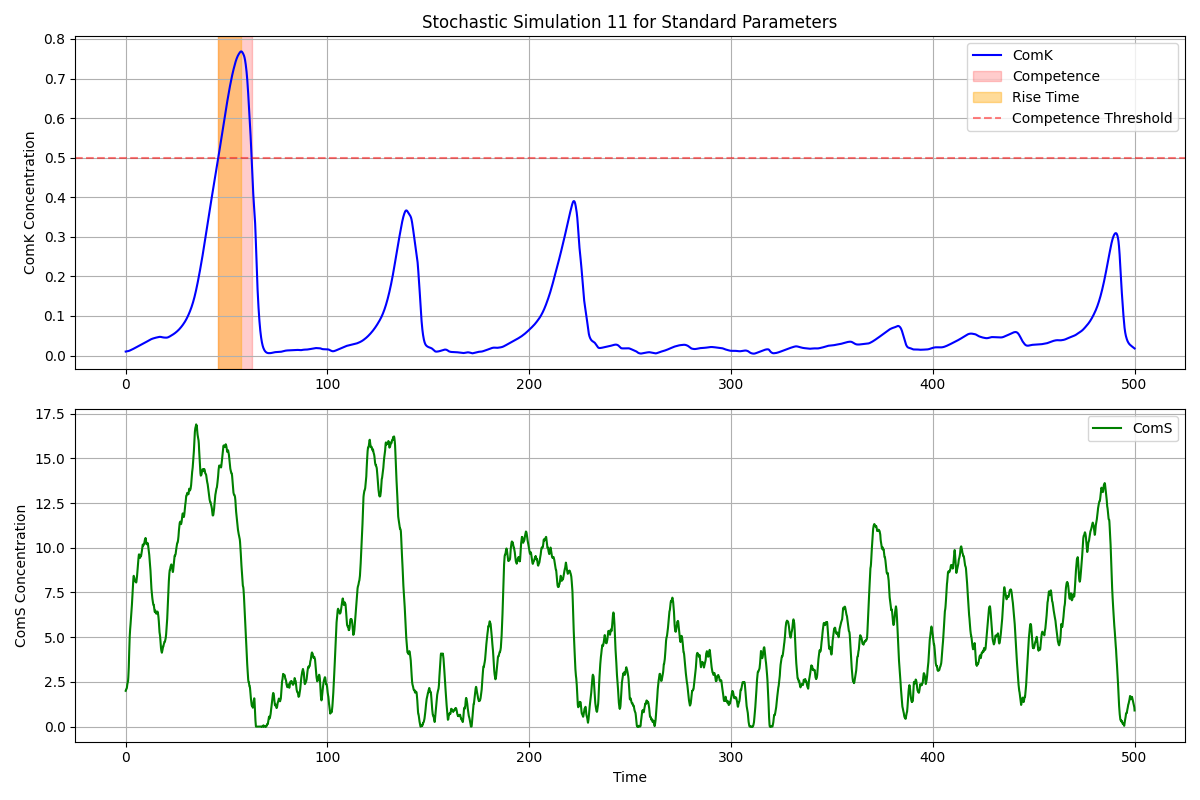 Stochastic Simulation 11 for Standard Parameters
ComK Concentration
0.8
0.7
0.6
0.5
0.4
0.3
0.2
0.1
0.0
ComK
Competence
Rise Time
Competence Threshold
0 100 200 300 400 500
ComS Concentration
17.5
15.0
12.5
10.0
7.5
5.0
2.5
0.0
ComS
0 100 200 300 400 500
Time